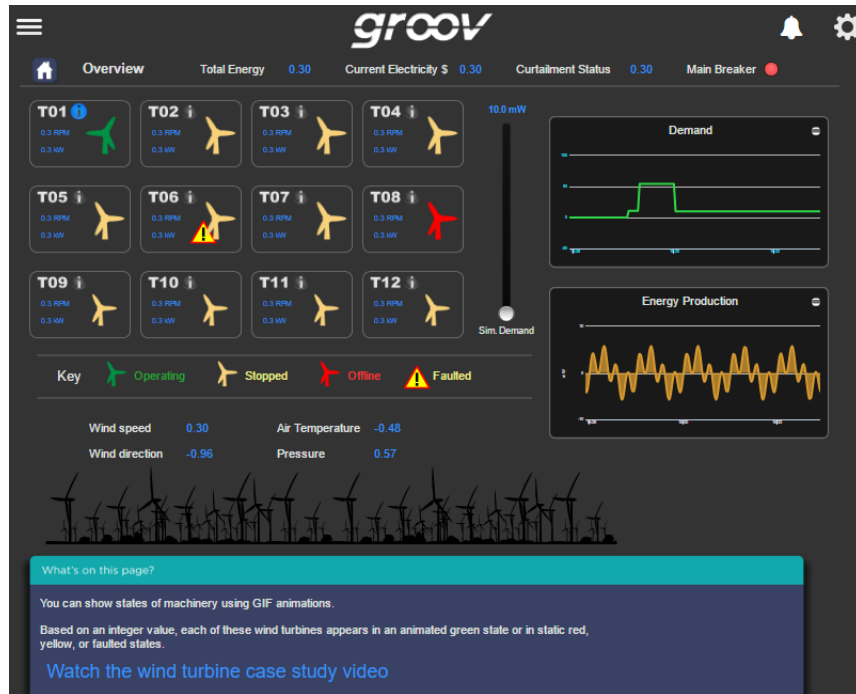 groov
Overview Total Energy 0.30 Current Electricity $ 0.30 Curtailment Status 0.30 Main Breaker
T01 T02 T03 T04 10.0 mW
0.3 RPM 0.3 RPM 0.3 RPM 0.3 RPM
0.3 kW 0.3 kW 0.3 kW 0.3 kW
Demand
T05 T06 T07 T08
0.3 RPM 0.3 RPM 0.3 RPM 0.3 RPM
0.3 kW 0.3 kW 0.3 kW 0.3 kW
T09 T10 T11 T12
0.3 RPM 0.3 RPM 0.3 RPM 0.3 RPM
0.3 kW 0.3 kW 0.3 kW 0.3 kW
Sim. Demand
Energy Production
Key Operating Stopped Offline Faulted
Wind speed 0.30 Air Temperature -0.48
Wind direction -0.96 Pressure 0.57
What's on this page?
You can show states of machinery using GIF animations.
Based on an integer value, each of these wind turbines appears in an animated green state or in static red,
yellow, or faulted states.
Watch the wind turbine case study video